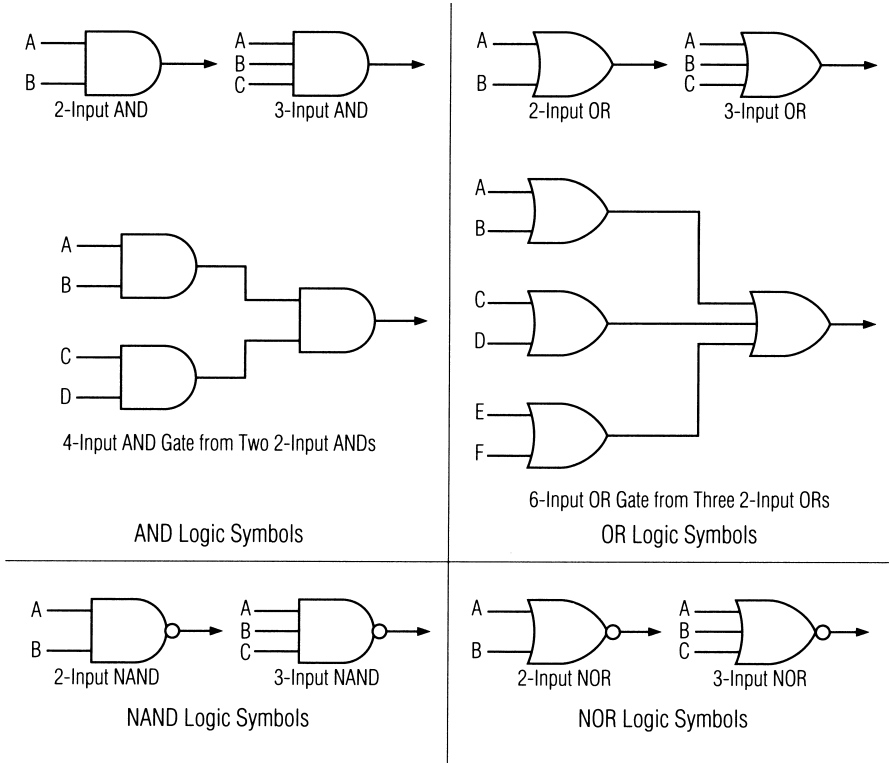 A
B
2-Input AND
A
B
C
3-Input AND
A
B
C
D
4-Input AND Gate from Two 2-Input ANDs
AND Logic Symbols
A
B
2-Input OR
A
B
C
3-Input OR
A
B
C
D
E
F
6-Input OR Gate from Three 2-Input ORs
OR Logic Symbols
A
B
2-Input NAND
A
B
C
3-Input NAND
NAND Logic Symbols
A
B
2-Input NOR
A
B
C
3-Input NOR
NOR Logic Symbols